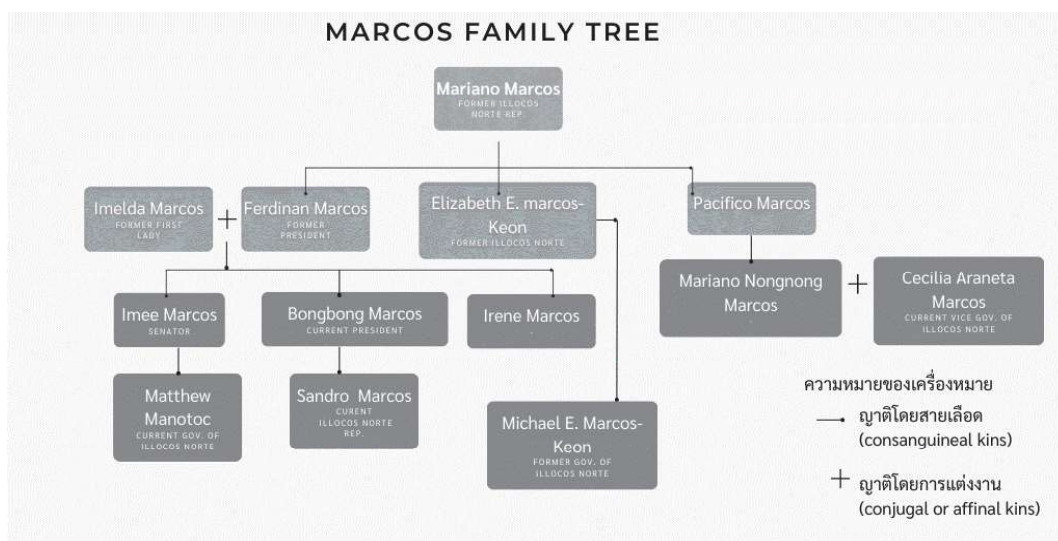 MARCOS FAMILY TREE
Mariano Marcos
FORMER ILLOCOS
NORTE REP.
Imelda Marcos
FORMER FIRST
LADY
+
Ferdinan Marcos
FORMER
PRESIDENT
Elizabeth E. marcos-
Keon
FORMER ILLOCOS NORTE
Pacifico Marcos
Mariano Nongnong
Marcos
+
Cecilia Araneta
Marcos
CURRENT VICE GOV. OF
ILLOCOS NORTE
Imee Marcos
SENATOR
Bongbong Marcos
CURRENT PRESIDENT
Irene Marcos
Matthew
Manotoc
CURRENT GOV. OF
ILLOCOS NORTE
Sandro Marcos
CURENT
ILLOCOS NORTE
REP.
Michael E. Marcos-
Keon
FORMER GOV. OF
ILLOCOS NORTE
ความหมายของเครื่องหมาย
ญาติโดยสายเลือด
(consanguineal kins)
+ ญาติโดยการแต่งงาน
(conjugal or affinal kins)